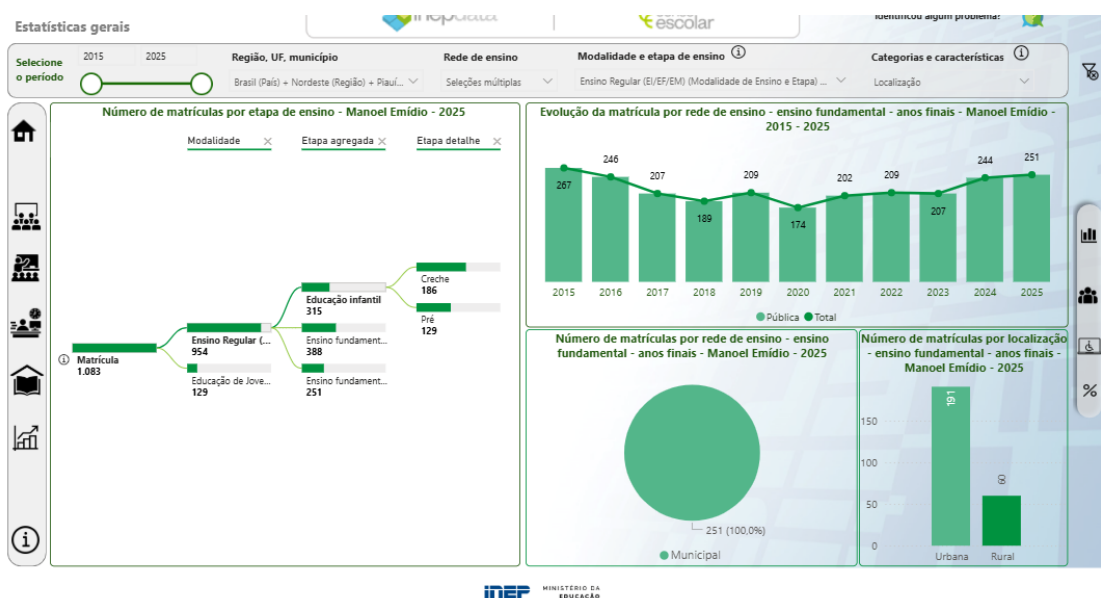 Estatísticas gerais
inepdata
escolar
Identificou algum problema?
Selecione
o período
2015
2025
Região, UF, município
Brasil (País) + Nordeste (Região) + Piauí...
Rede de ensino
Seleções múltiplas
Modalidade e etapa de ensino
Ensino Regular (EI/EF/EM) (Modalidade de Ensino e Etapa) ...
Categorias e características
Localização
Número de matrículas por etapa de ensino - Manoel Emídio - 2025
Modalidade
Etapa agregada
Etapa detalhe
Matrícula
1.083
Ensino Regular (...
954
Educação de Jove...
129
Educação infantil
315
Ensino fundament...
388
Ensino fundament...
251
Creche
186
Pré
129
Evolução da matrícula por rede de ensino - ensino fundamental - anos finais - Manoel Emídio -
2015 - 2025
267
246
207
189
209
174
202
209
207
244
251
2015 2016 2017 2018 2019 2020 2021 2022 2023 2024 2025
Pública Total
Número de matrículas por rede de ensino - ensino
fundamental - anos finais - Manoel Emídio - 2025
251 (100,0%)
Municipal
Número de matrículas por localização
- ensino fundamental - anos finais -
Manoel Emídio - 2025
150
100
50
0
191
60
Urbana Rural
%
inep
MINISTÉRIO DA
EDUCAÇÃO